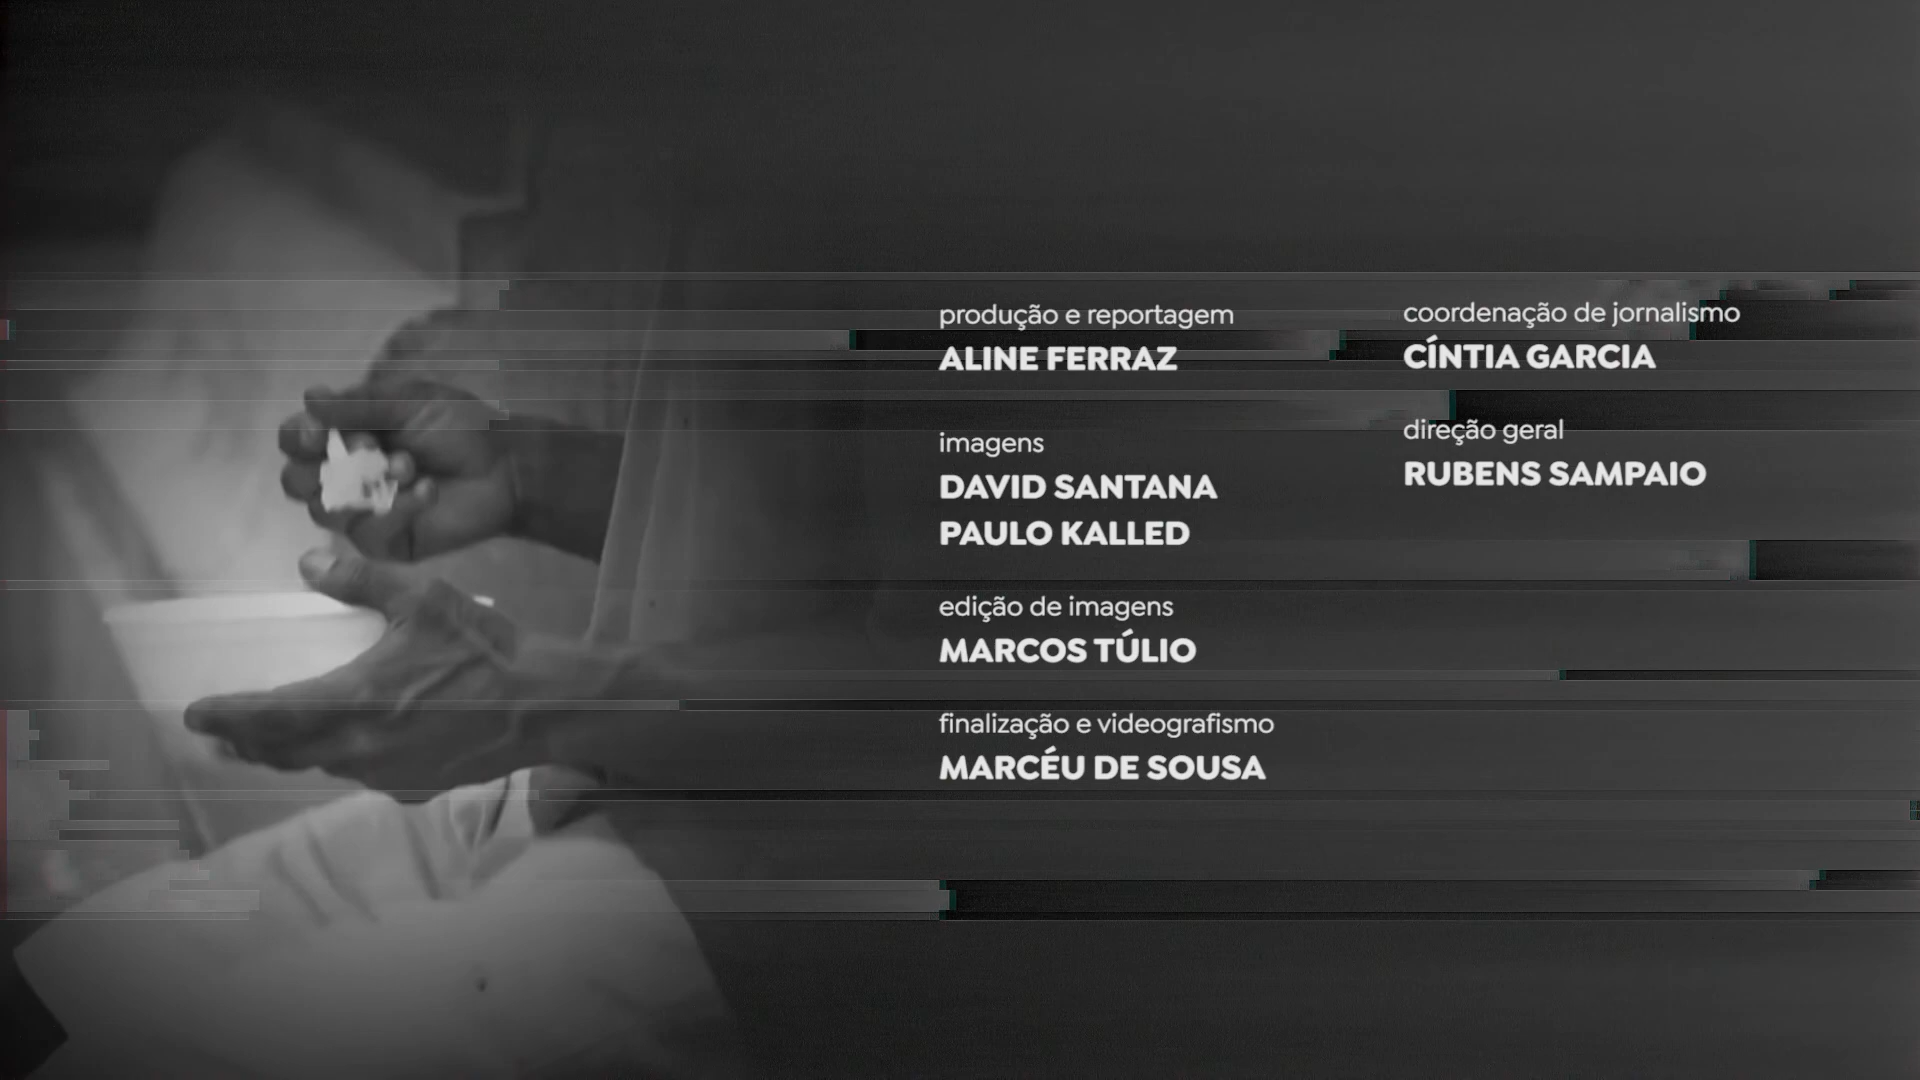 produção e reportagem
ALINE FERRAZ
imagens
DAVID SANTANA
PAULO KALLED
edição de imagens
MARCOS TÚLIO
finalização e videografismo
MARCÉU DE SOUSA
coordenação de jornalismo
CÍNTIA GARCIA
direção geral
RUBENS SAMPAIO